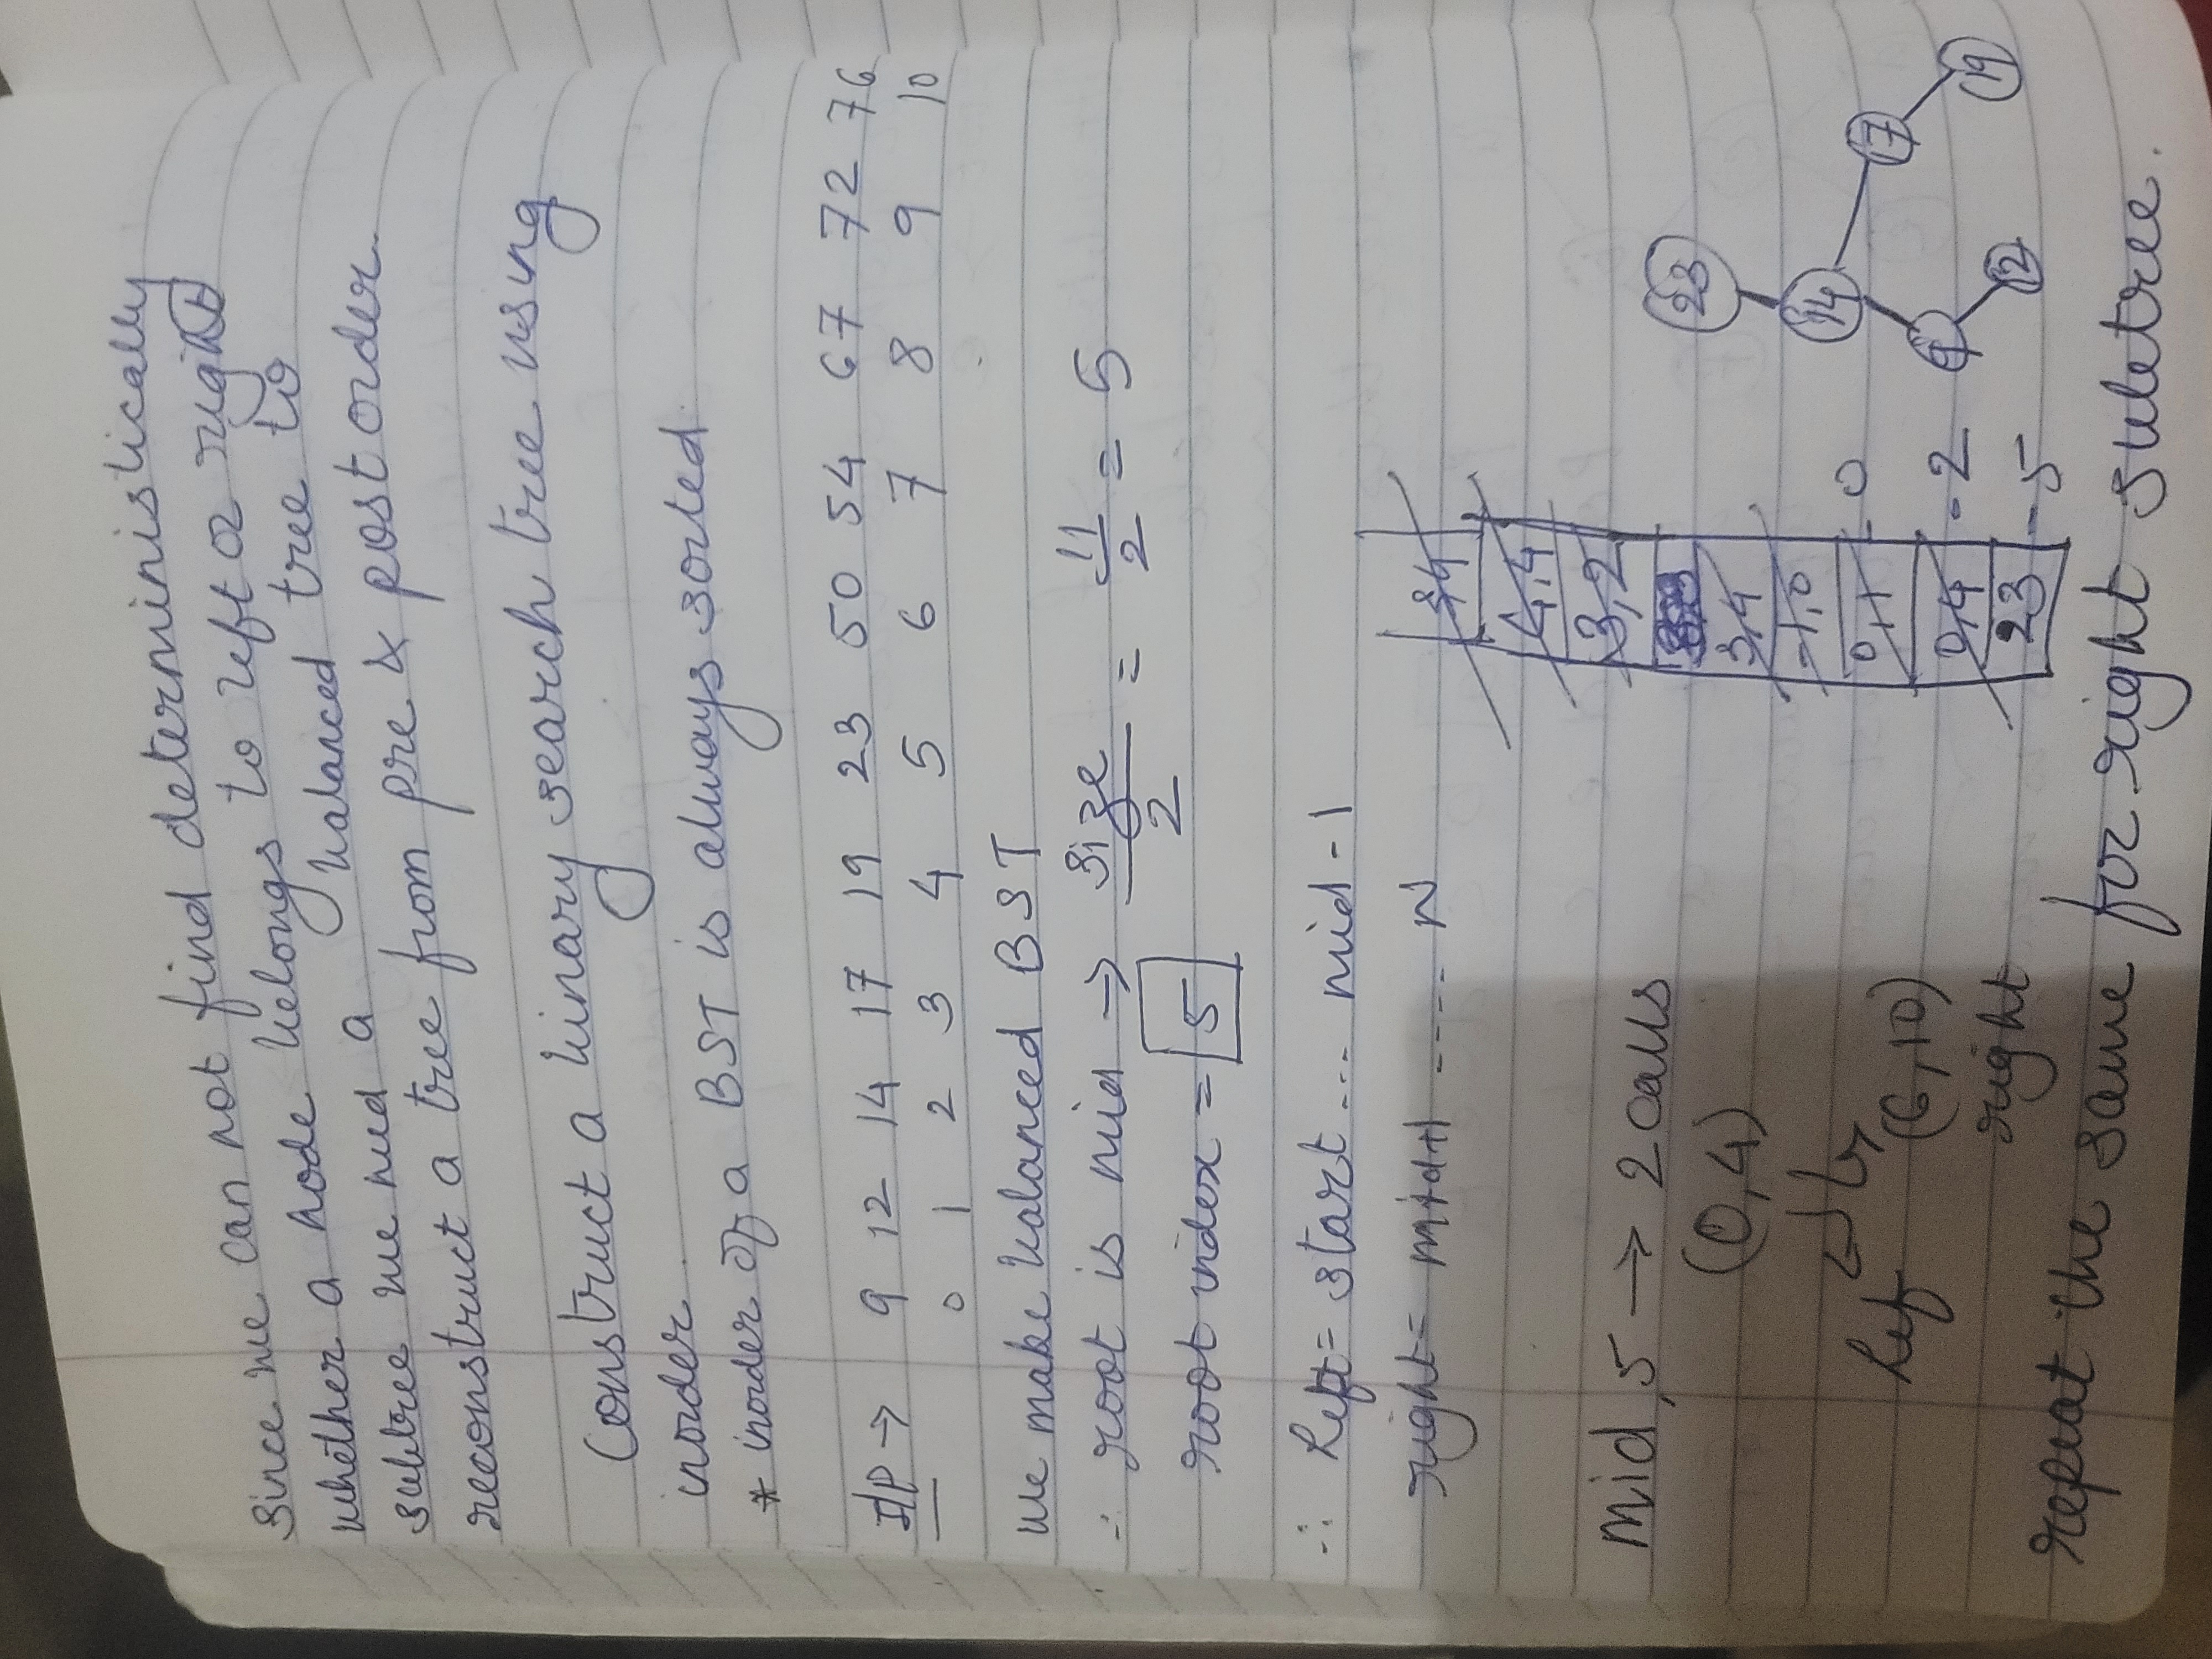 since we can not find deterministically
whether a node belongs to left or right
subtree we need a balanced tree to
reconstruct a tree from pre & post order.
Construct a binary search tree using
inorder.
* inorder of a BST is always sorted.
I/P → 9 12 14 17 19 23 50 54 67 72 76
0 1 2 3 4 5 6 7 8 9 10
we make balanced BST
∴ root is mid → size/2 = 11/2 = 5
root index = 5
∴ Left = start ... mid-1
right = mid+1 ---- N
4,4
3,2
mid, 5 → 2 calls
(0,4)
3,4
-1,0
0,1 - 0
Lef (6,10)
0,4 - 2
right
23 - 5
23
14
17
9
19
12
repeat the same for right subtree.